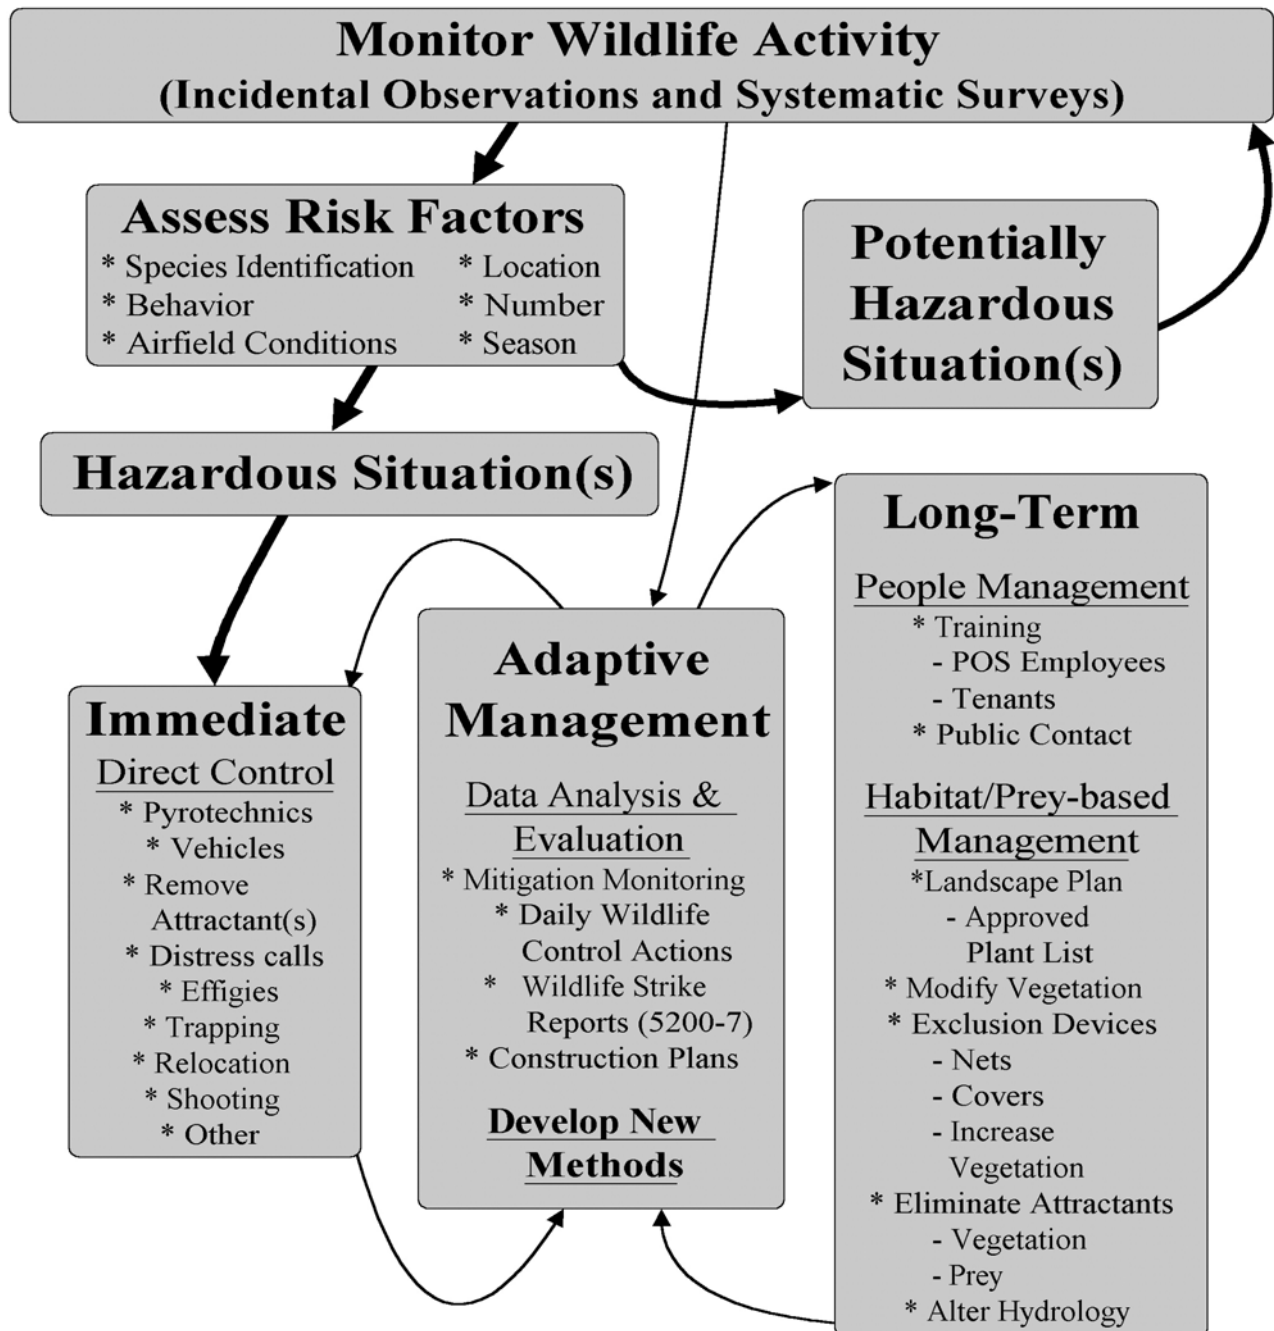 Monitor Wildlife Activity
(Incidental Observations and Systematic Surveys)
Assess Risk Factors
* Species Identification
* Behavior
* Airfield Conditions
* Location
* Number
* Season
Potentially
Hazardous
Situation(s)
Hazardous Situation(s)
Immediate
Direct Control
* Pyrotechnics
* Vehicles
* Remove
Attractant(s)
* Distress calls
* Effigies
* Trapping
* Relocation
* Shooting
* Other
Adaptive
Management
Data Analysis &
Evaluation
* Mitigation Monitoring
* Daily Wildlife
Control Actions
* Wildlife Strike
Reports (5200-7)
* Construction Plans
Develop New
Methods
Long-Term
People Management
* Training
- POS Employees
- Tenants
* Public Contact
Habitat/Prey-based
Management
*Landscape Plan
- Approved
Plant List
* Modify Vegetation
* Exclusion Devices
- Nets
- Covers
- Increase
Vegetation
* Eliminate Attractants
- Vegetation
- Prey
* Alter Hydrology